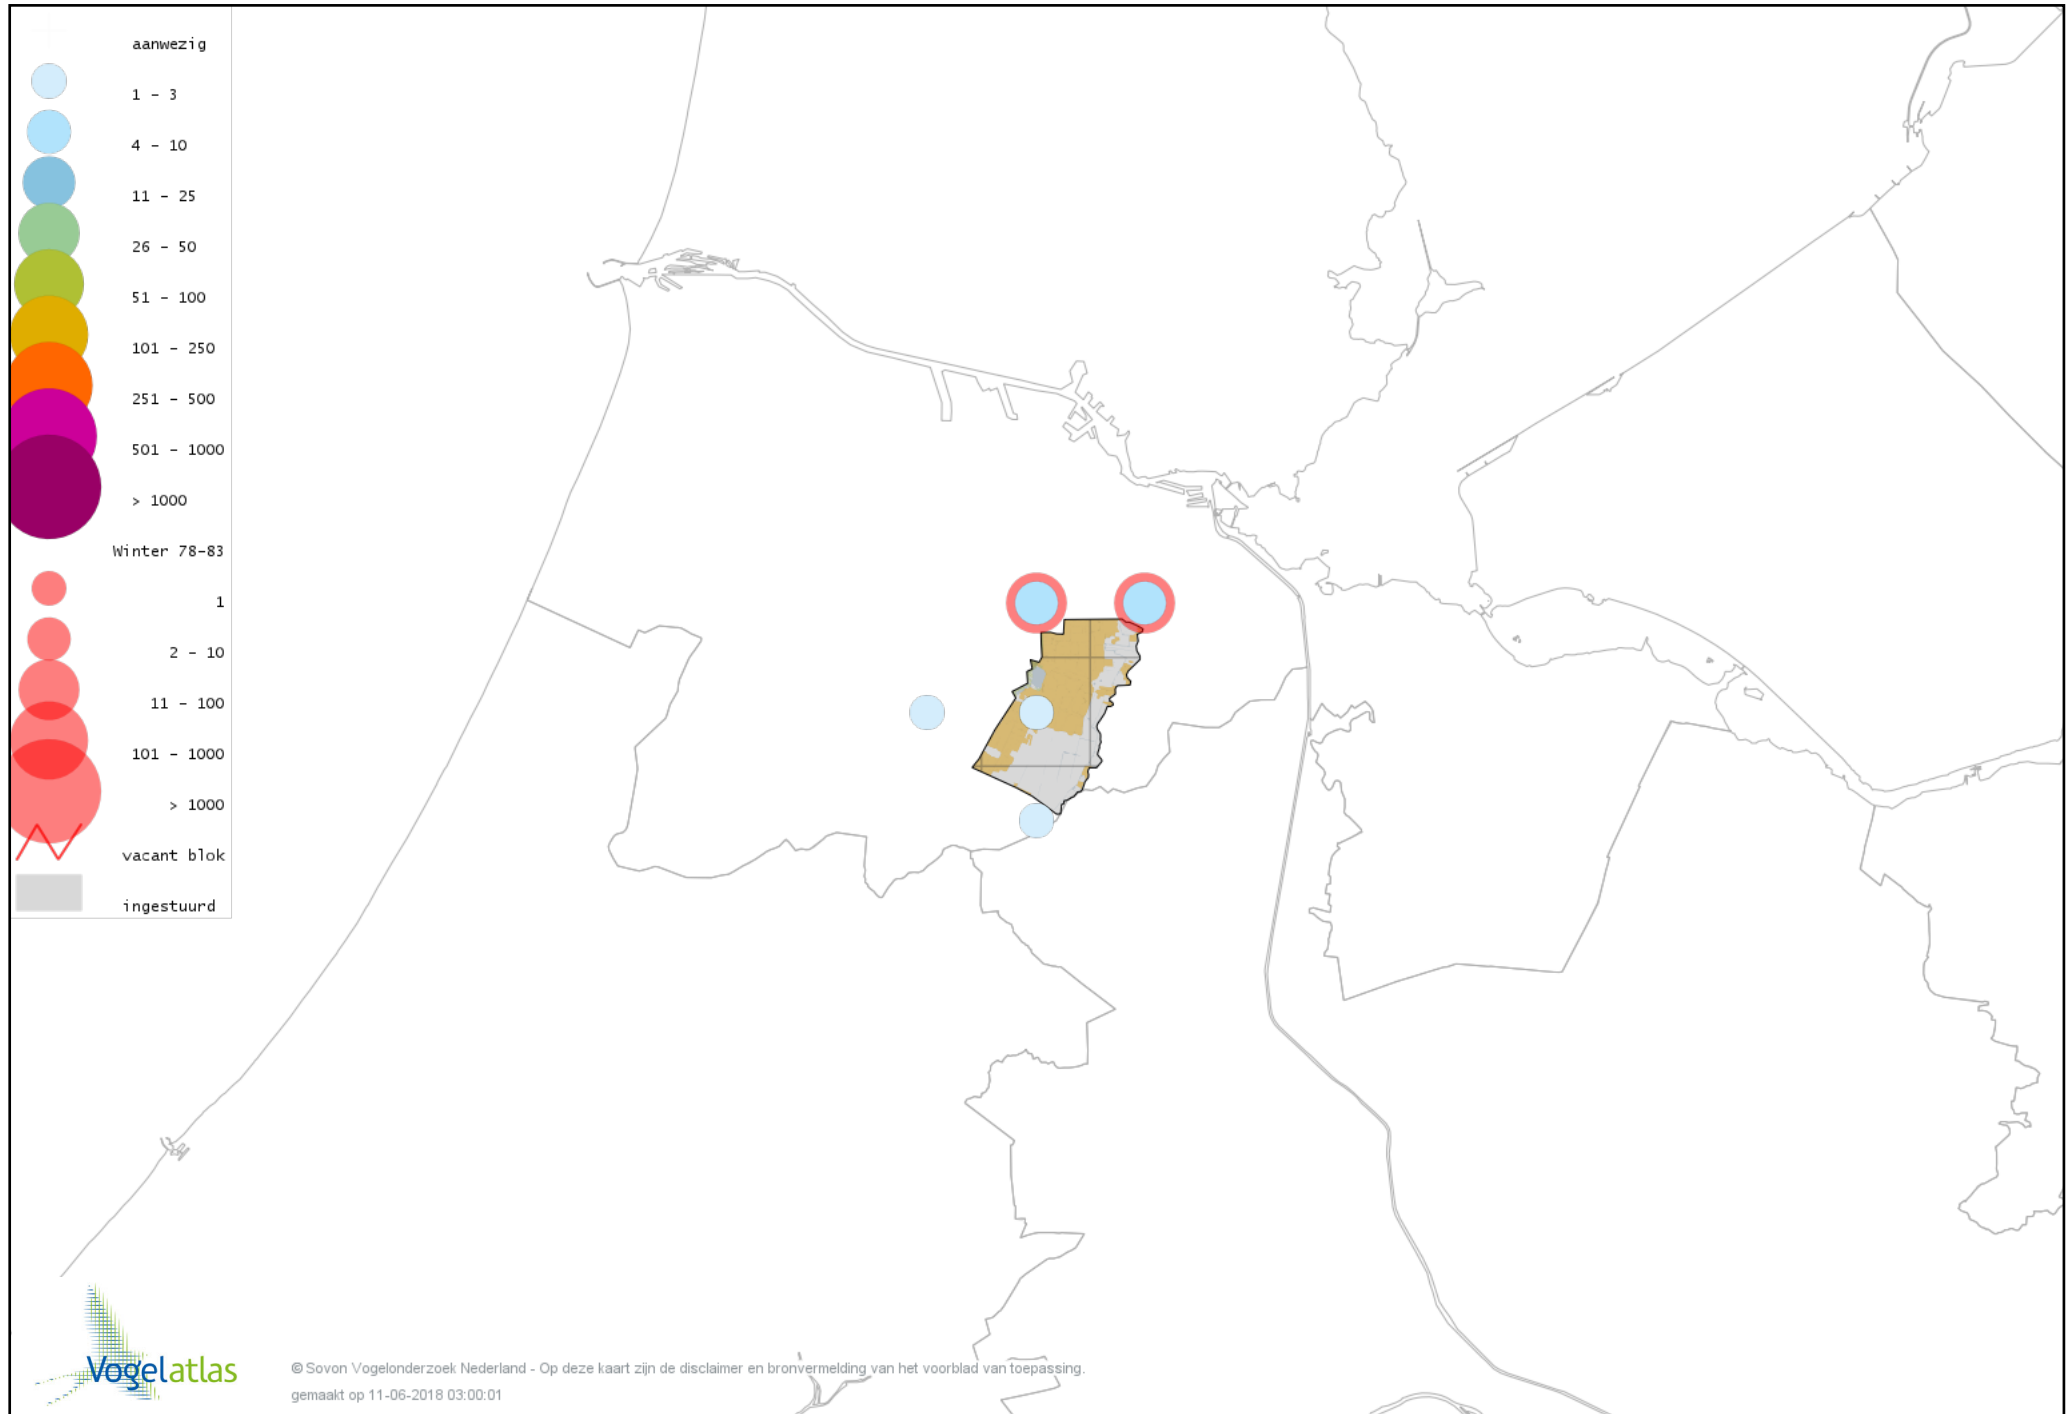 aanwezig
1 - 3
4 - 10
11 - 25
26 - 50
51 - 100
101 - 250
251 - 500
501 - 1000
> 1000
Winter 78-83
1
2 - 10
11 - 100
101 - 1000
> 1000
vacant blok
ingestuurd
Vogelatlas
© Sovon Vogelonderzoek Nederland - Op deze kaart zijn de disclaimer en bronvermelding van het voorblad van toepassing.
gemaakt op 11-06-2018 03:00:01